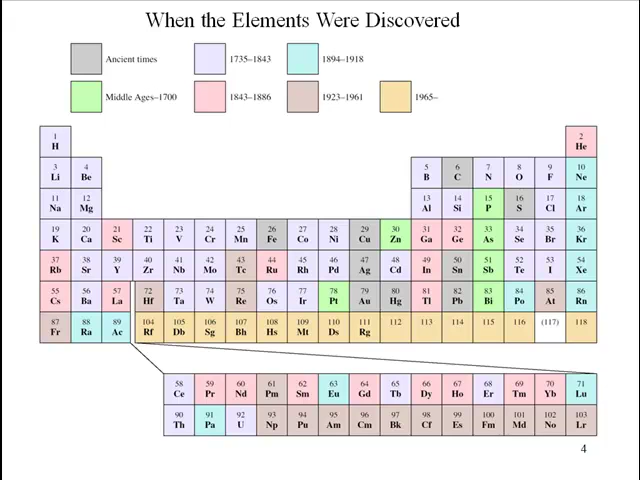 When the Elements Were Discovered
Ancient times 1735–1843 1894–1918
Middle Ages–1700 1843–1886 1923–1961 1965–
1 2
H He
3 4 5 6 7 8 9 10
Li Be B C N O F Ne
11 12 13 14 15 16 17 18
Na Mg Al Si P S Cl Ar
19 20 21 22 23 24 25 26 27 28 29 30 31 32 33 34 35 36
K Ca Sc Ti V Cr Mn Fe Co Ni Cu Zn Ga Ge As Se Br Kr
37 38 39 40 41 42 43 44 45 46 47 48 49 50 51 52 53 54
Rb Sr Y Zr Nb Mo Tc Ru Rh Pd Ag Cd In Sn Sb Te I Xe
55 56 57 72 73 74 75 76 77 78 79 80 81 82 83 84 85 86
Cs Ba La Hf Ta W Re Os Ir Pt Au Hg Tl Pb Bi Po At Rn
87 88 89 104 105 106 107 108 109 110 111 112 113 114 115 116 (117) 118
Fr Ra Ac Rf Db Sg Bh Hs Mt Ds Rg
58 59 60 61 62 63 64 65 66 67 68 69 70 71
Ce Pr Nd Pm Sm Eu Gd Tb Dy Ho Er Tm Yb Lu
90 91 92 93 94 95 96 97 98 99 100 101 102 103
Th Pa U Np Pu Am Cm Bk Cf Es Fm Md No Lr
4